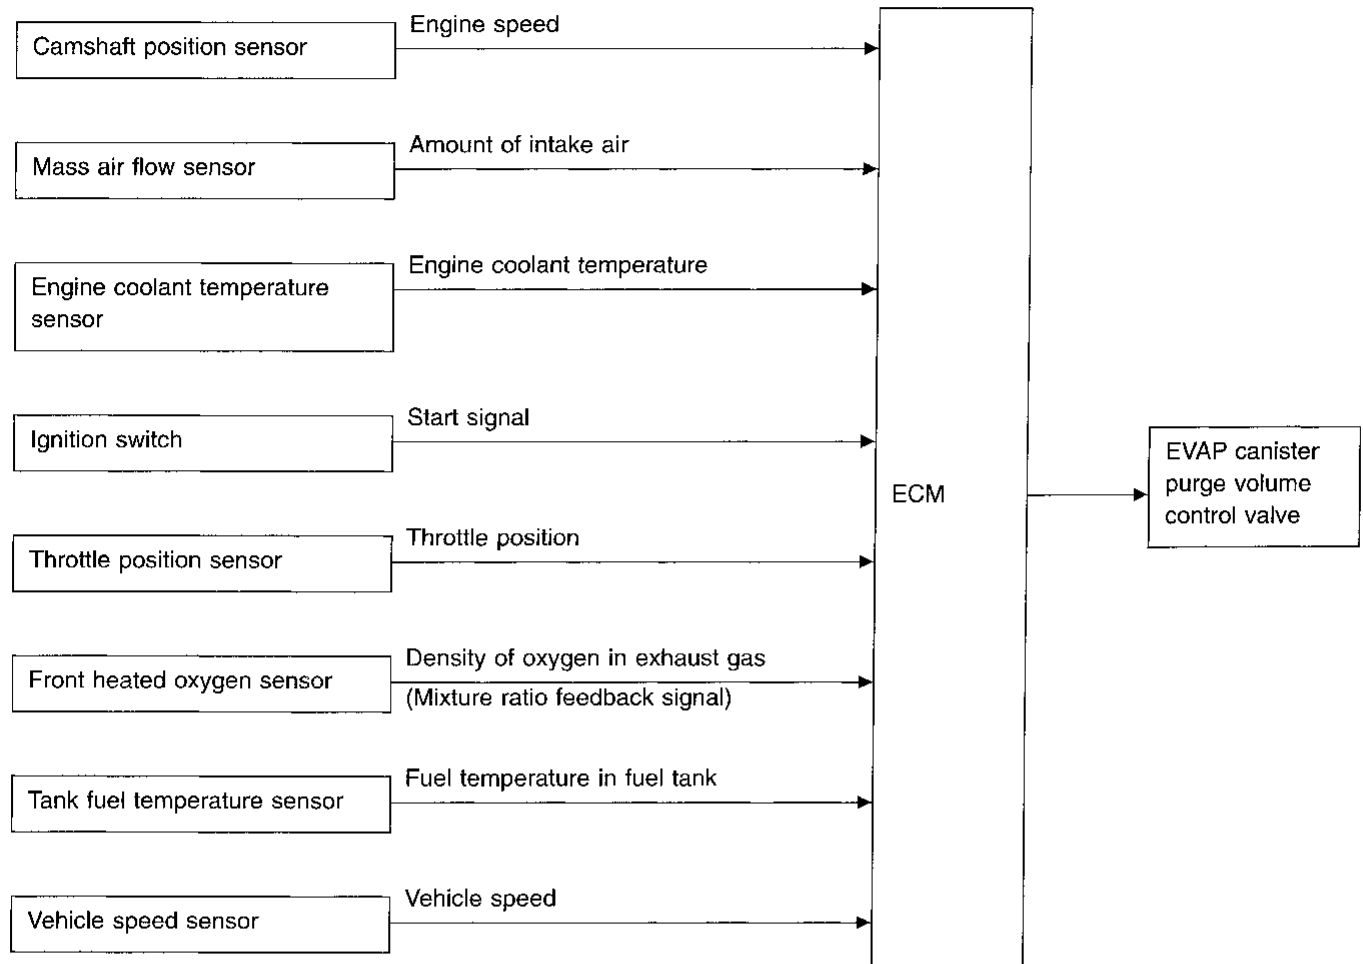 Camshaft position sensor
Engine speed
Mass air flow sensor
Amount of intake air
Engine coolant temperature
sensor
Engine coolant temperature
Ignition switch
Start signal
Throttle position sensor
Throttle position
Front heated oxygen sensor
Density of oxygen in exhaust gas
(Mixture ratio feedback signal)
Tank fuel temperature sensor
Fuel temperature in fuel tank
Vehicle speed sensor
Vehicle speed
ECM
EVAP canister
purge volume
control valve